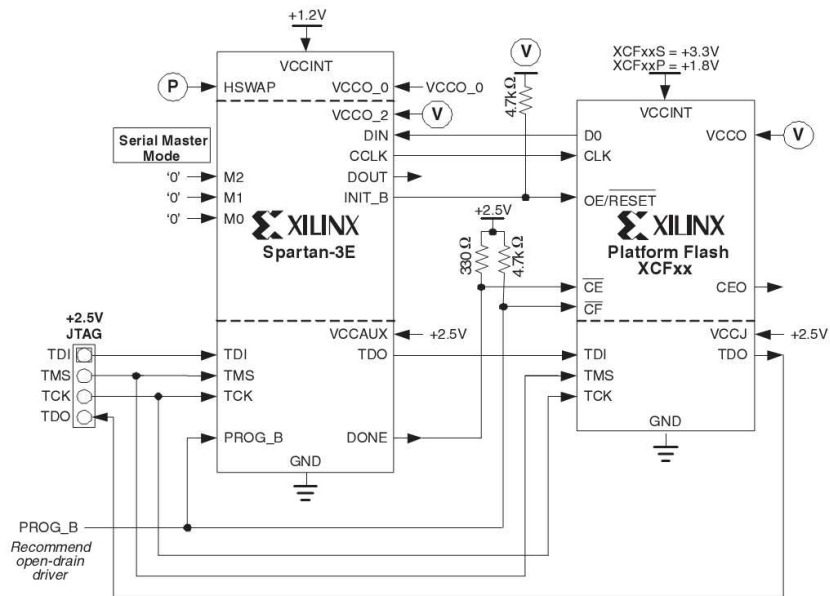 +1.2V
P
HSWAP
VCCINT
VCCO_0
VCCO_0
VCCO_2
V
DIN
CCLK
DOUT
INIT_B
Serial Master
Mode
'0'
M2
'0'
M1
'0'
M0
XILINX
Spartan-3E
V
4.7kΩ
+2.5V
330Ω
4.7kΩ
XCFxxS = +3.3V
XCFxxP = +1.8V
VCCINT
D0
VCCO
V
CLK
OE/RESET
XILINX
Platform Flash
XCFxx
CE
CEO
CF
+2.5V
JTAG
TDI
TMS
TCK
TDO
VCCAUX
+2.5V
TDI
TDO
TMS
TCK
PROG_B
DONE
GND
VCCJ
+2.5V
TDI
TDO
TMS
TCK
GND
PROG_B
Recommend
open-drain
driver